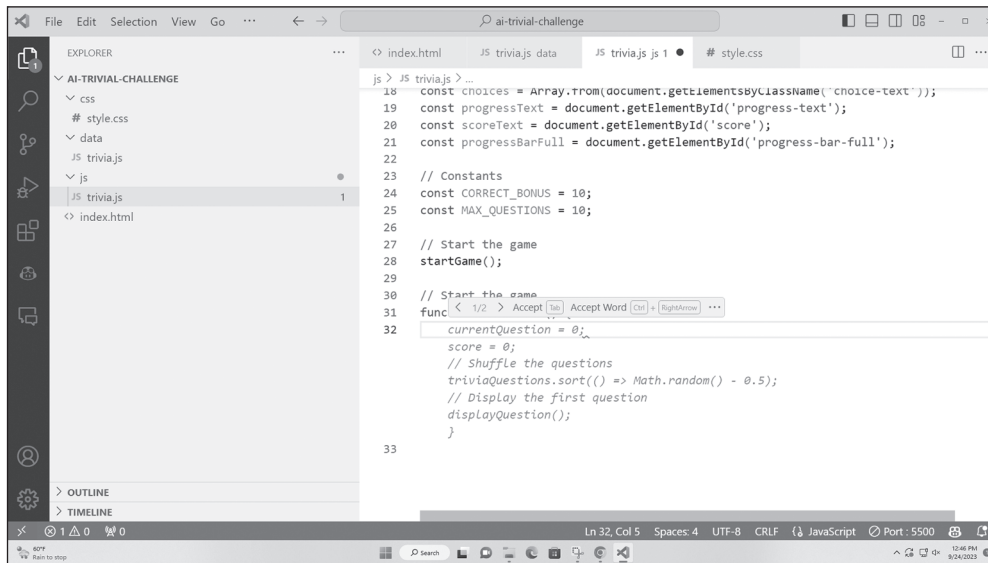 File Edit Selection View Go ··· ← → ai-trivial-challenge
EXPLORER ···
AI-TRIVIAL-CHALLENGE
css
# style.css
data
JS trivia.js
js
JS trivia.js 1
<> index.html
OUTLINE
TIMELINE
1
<> index.html JS trivia.js data JS trivia.js js 1 ● # style.css ···
js > JS trivia.js > ...
18 const choices = Array.from(document.getElementsByClassName('choice-text'));
19 const progressText = document.getElementById('progress-text');
20 const scoreText = document.getElementById('score');
21 const progressBarFull = document.getElementById('progress-bar-full');
22
23 // Constants
24 const CORRECT_BONUS = 10;
25 const MAX_QUESTIONS = 10;
26
27 // Start the game
28 startGame();
29
30 // Start the game
< 1/2 > Accept Tab Accept Word Ctrl + RightArrow ···
31 func
32 currentQuestion = 0;
score = 0;
// Shuffle the questions
triviaQuestions.sort(() => Math.random() - 0.5);
// Display the first question
displayQuestion();
}
33
1 0 0 Ln 32, Col 5 Spaces: 4 UTF-8 CRLF JavaScript Port : 5500
60°F
Rain to stop
Search
12:46 PM
9/24/2023